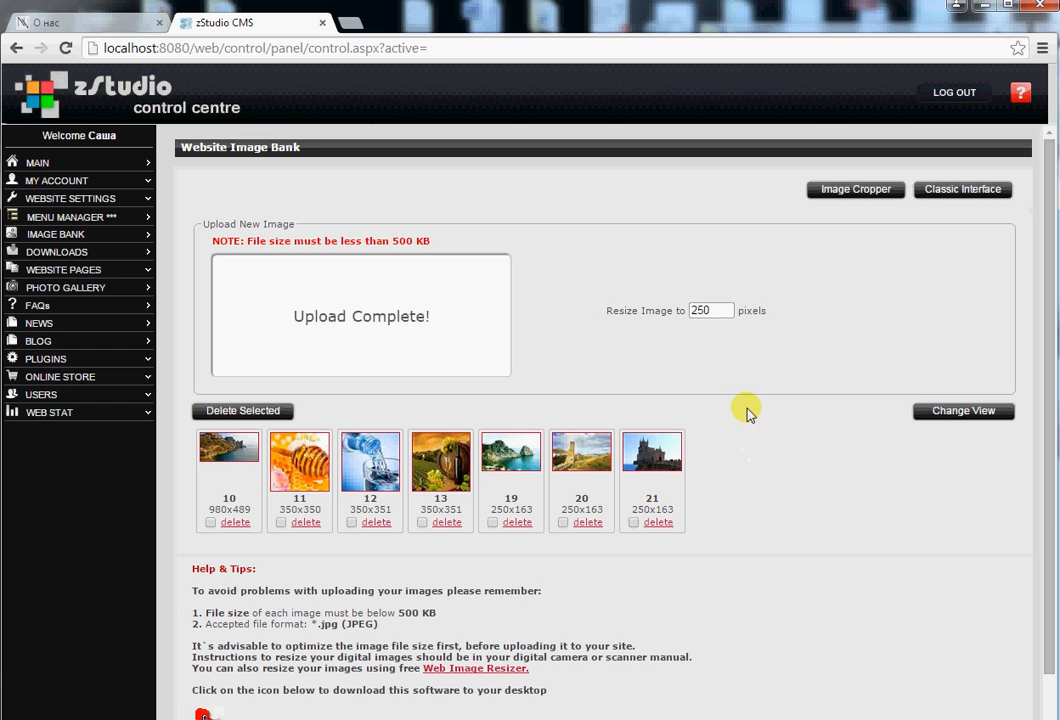 О нас
zStudio CMS
localhost:8080/web/control/panel/control.aspx?active=
zStudio
control centre
LOG OUT
?
Welcome Саша
MAIN
MY ACCOUNT
WEBSITE SETTINGS
MENU MANAGER ***
IMAGE BANK
DOWNLOADS
WEBSITE PAGES
PHOTO GALLERY
FAQs
NEWS
BLOG
PLUGINS
ONLINE STORE
USERS
WEB STAT
Website Image Bank
Image Cropper
Classic Interface
Upload New Image
NOTE: File size must be less than 500 KB
Upload Complete!
Resize Image to 250 pixels
Delete Selected
Change View
10 11 12 13 19 20 21
980x489 350x350 350x351 350x351 250x163 250x163 250x163
delete delete delete delete delete delete delete
Help & Tips:
To avoid problems with uploading your images please remember:
1. File size of each image must be below 500 KB
2. Accepted file format: *.jpg (JPEG)
It`s advisable to optimize the image file size first, before uploading it to your site.
Instructions to resize your digital images should be in your digital camera or scanner manual.
You can also resize your images using free Web Image Resizer.
Click on the icon below to download this software to your desktop